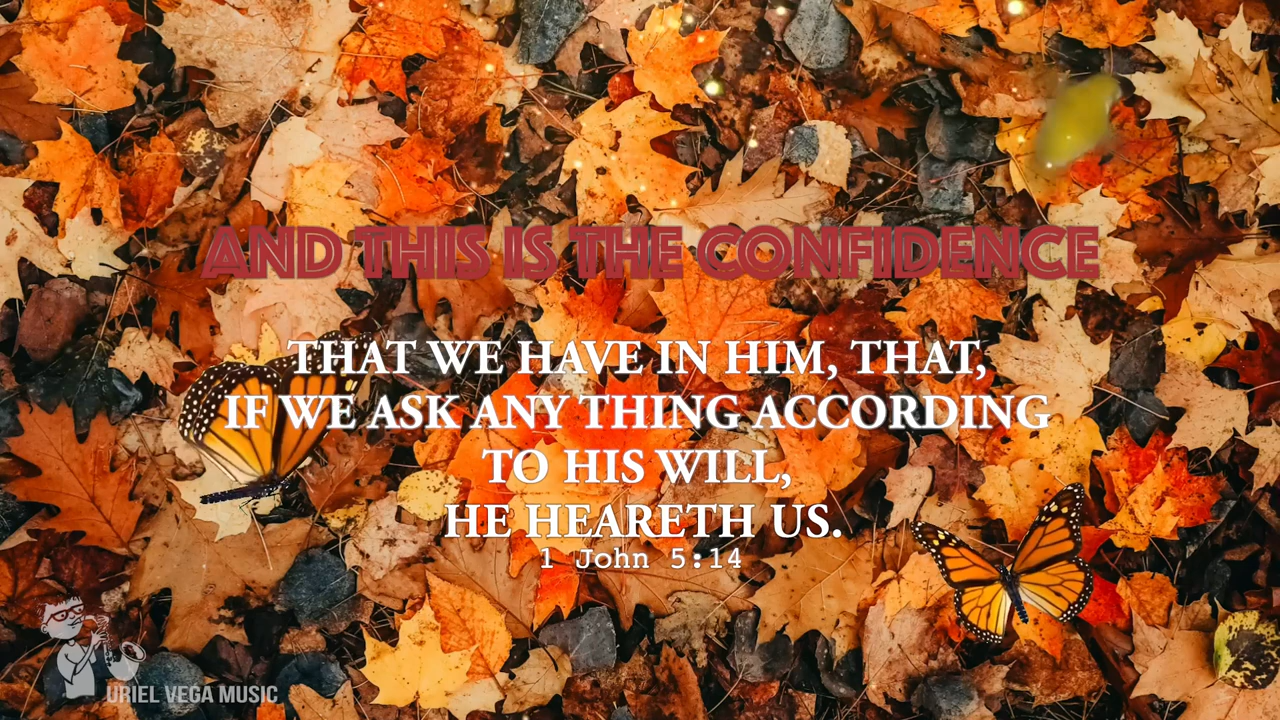 AND THIS IS THE CONFIDENCE
THAT WE HAVE IN HIM, THAT,
IF WE ASK ANY THING ACCORDING
TO HIS WILL,
HE HEARETH US.
1 John 5:14
URIEL VEGA MUSIC